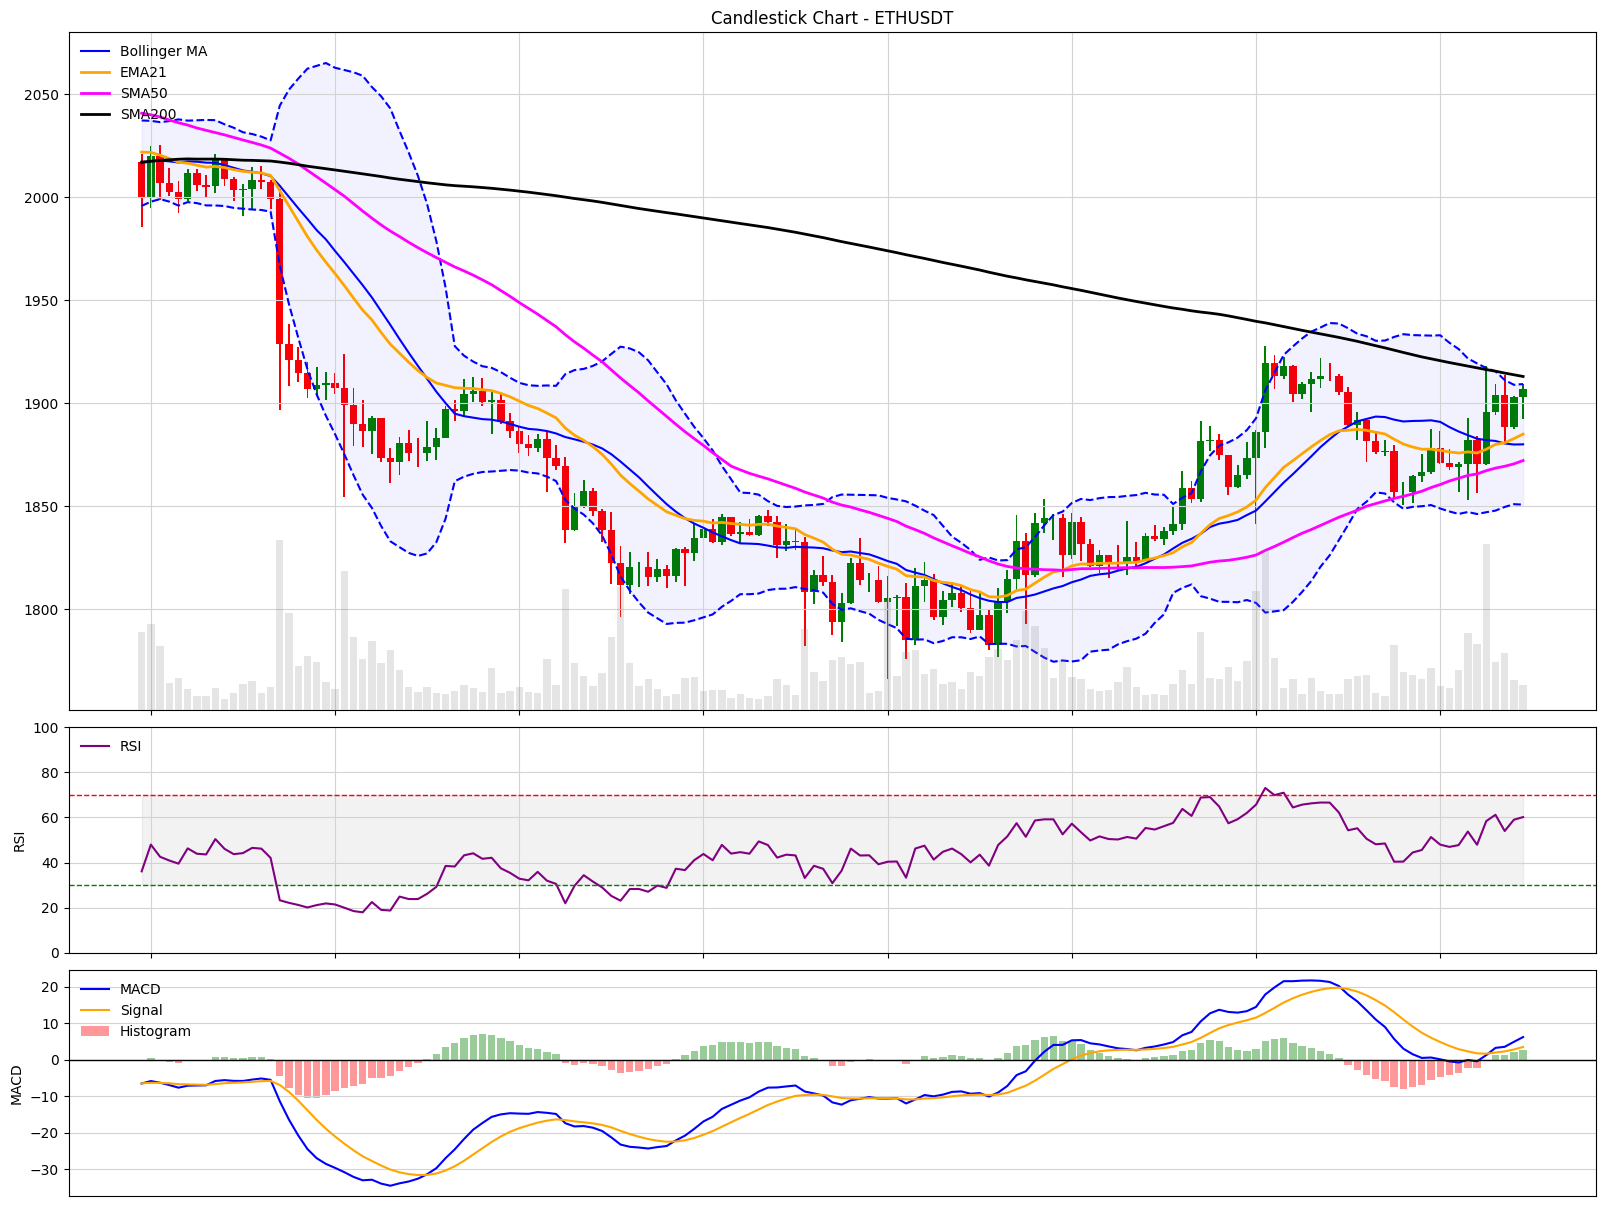 Candlestick Chart - ETHUSDT
Bollinger MA
EMA21
SMA50
SMA200
2050
2000
1950
1900
1850
1800
RSI
100
80
60
40
20
0
RSI
MACD
Signal
Histogram
20
10
0
−10
−20
−30
MACD